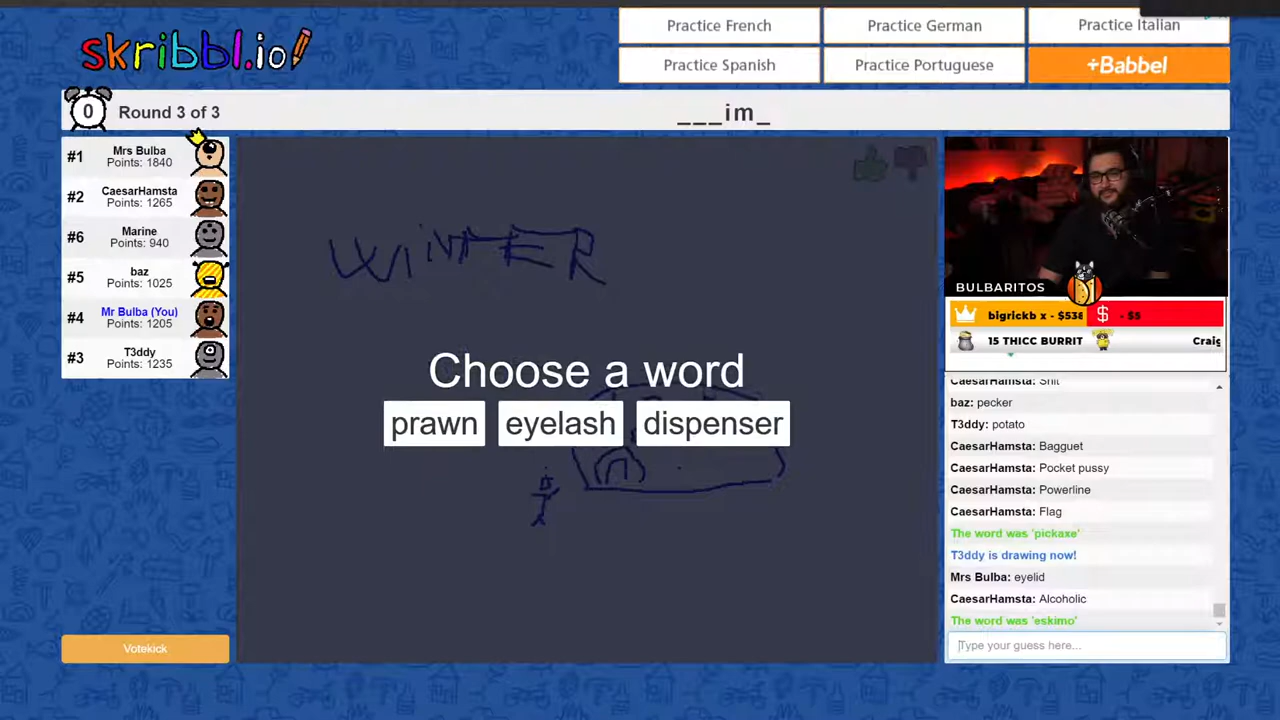 skribbl.io
Practice French
Practice German
Practice Italian
Practice Spanish
Practice Portuguese
+Babbel
0
Round 3 of 3
___im_
#1
Mrs Bulba
Points: 1840
#2
CaesarHamsta
Points: 1265
#6
Marine
Points: 940
#5
baz
Points: 1025
#4
Mr Bulba (You)
Points: 1205
#3
T3ddy
Points: 1235
Votekick
WINTER
Choose a word
prawn
eyelash
dispenser
BULBARITOS
bigrickb x - $538
$ - $5
15 THICC BURRIT
Craig
CaesarHamsta: Shit
baz: pecker
T3ddy: potato
CaesarHamsta: Bagguet
CaesarHamsta: Pocket pussy
CaesarHamsta: Powerline
CaesarHamsta: Flag
The word was 'pickaxe'
T3ddy is drawing now!
Mrs Bulba: eyelid
CaesarHamsta: Alcoholic
The word was 'eskimo'
Type your guess here...